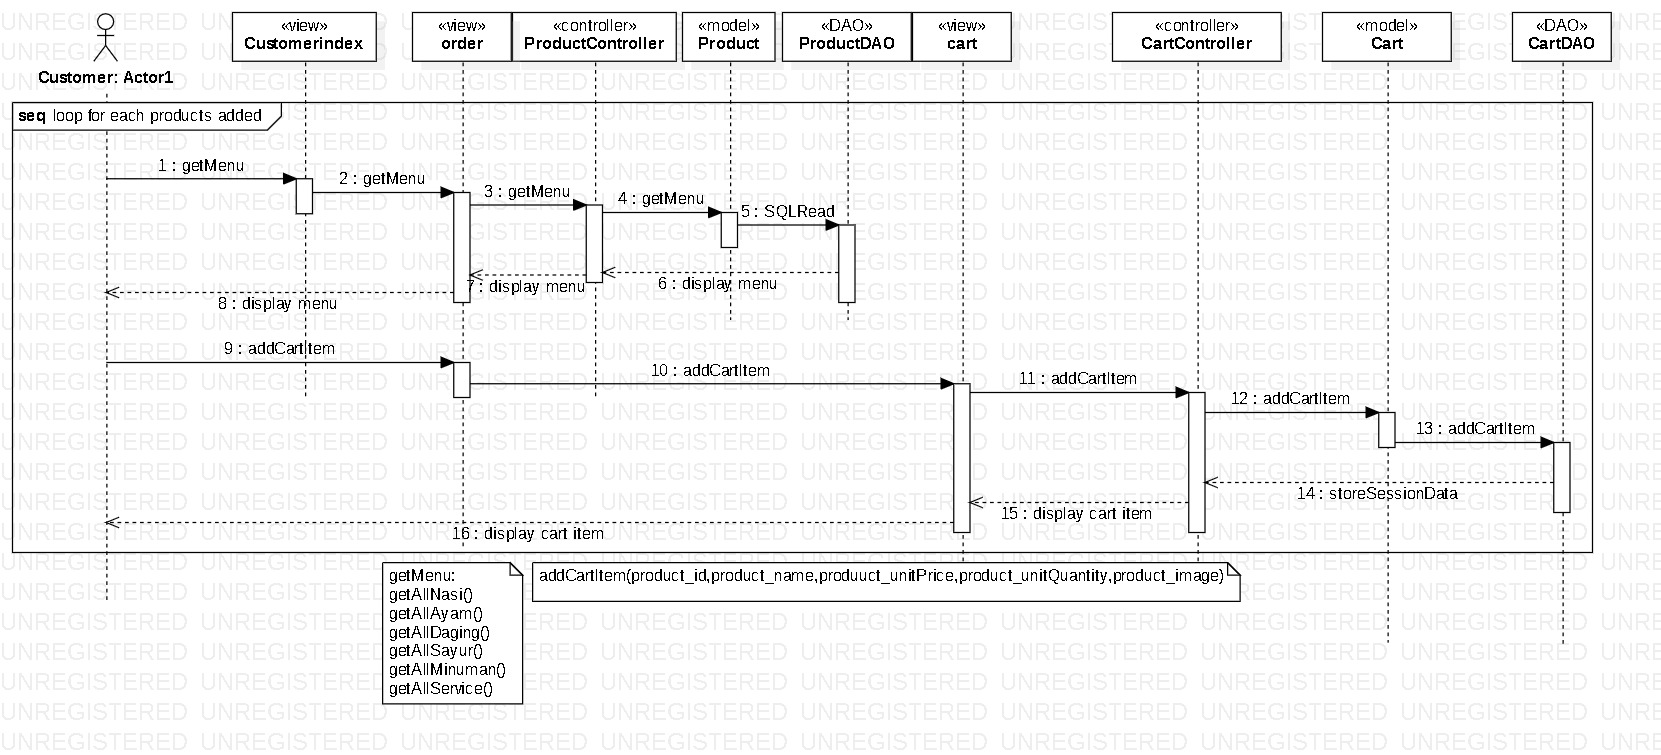 «view»
Customerindex
«view»
order
«controller»
ProductController
«model»
Product
«DAO»
ProductDAO
«view»
cart
«controller»
CartController
«model»
Cart
«DAO»
CartDAO
Customer: Actor1
seq loop for each products added
1 : getMenu
2 : getMenu
3 : getMenu
4 : getMenu
5 : SQLRead
6 : display menu
7 : display menu
8 : display menu
9 : addCartItem
10 : addCartItem
11 : addCartItem
12 : addCartItem
13 : addCartItem
14 : storeSessionData
15 : display cart item
16 : display cart item
getMenu:
getAllNasi()
getAllAyam()
getAllDaging()
getAllSayur()
getAllMinuman()
getAllService()
addCartItem(product_id,product_name,produuct_unitPrice,product_unitQuantity,product_image)
UNREGISTERED